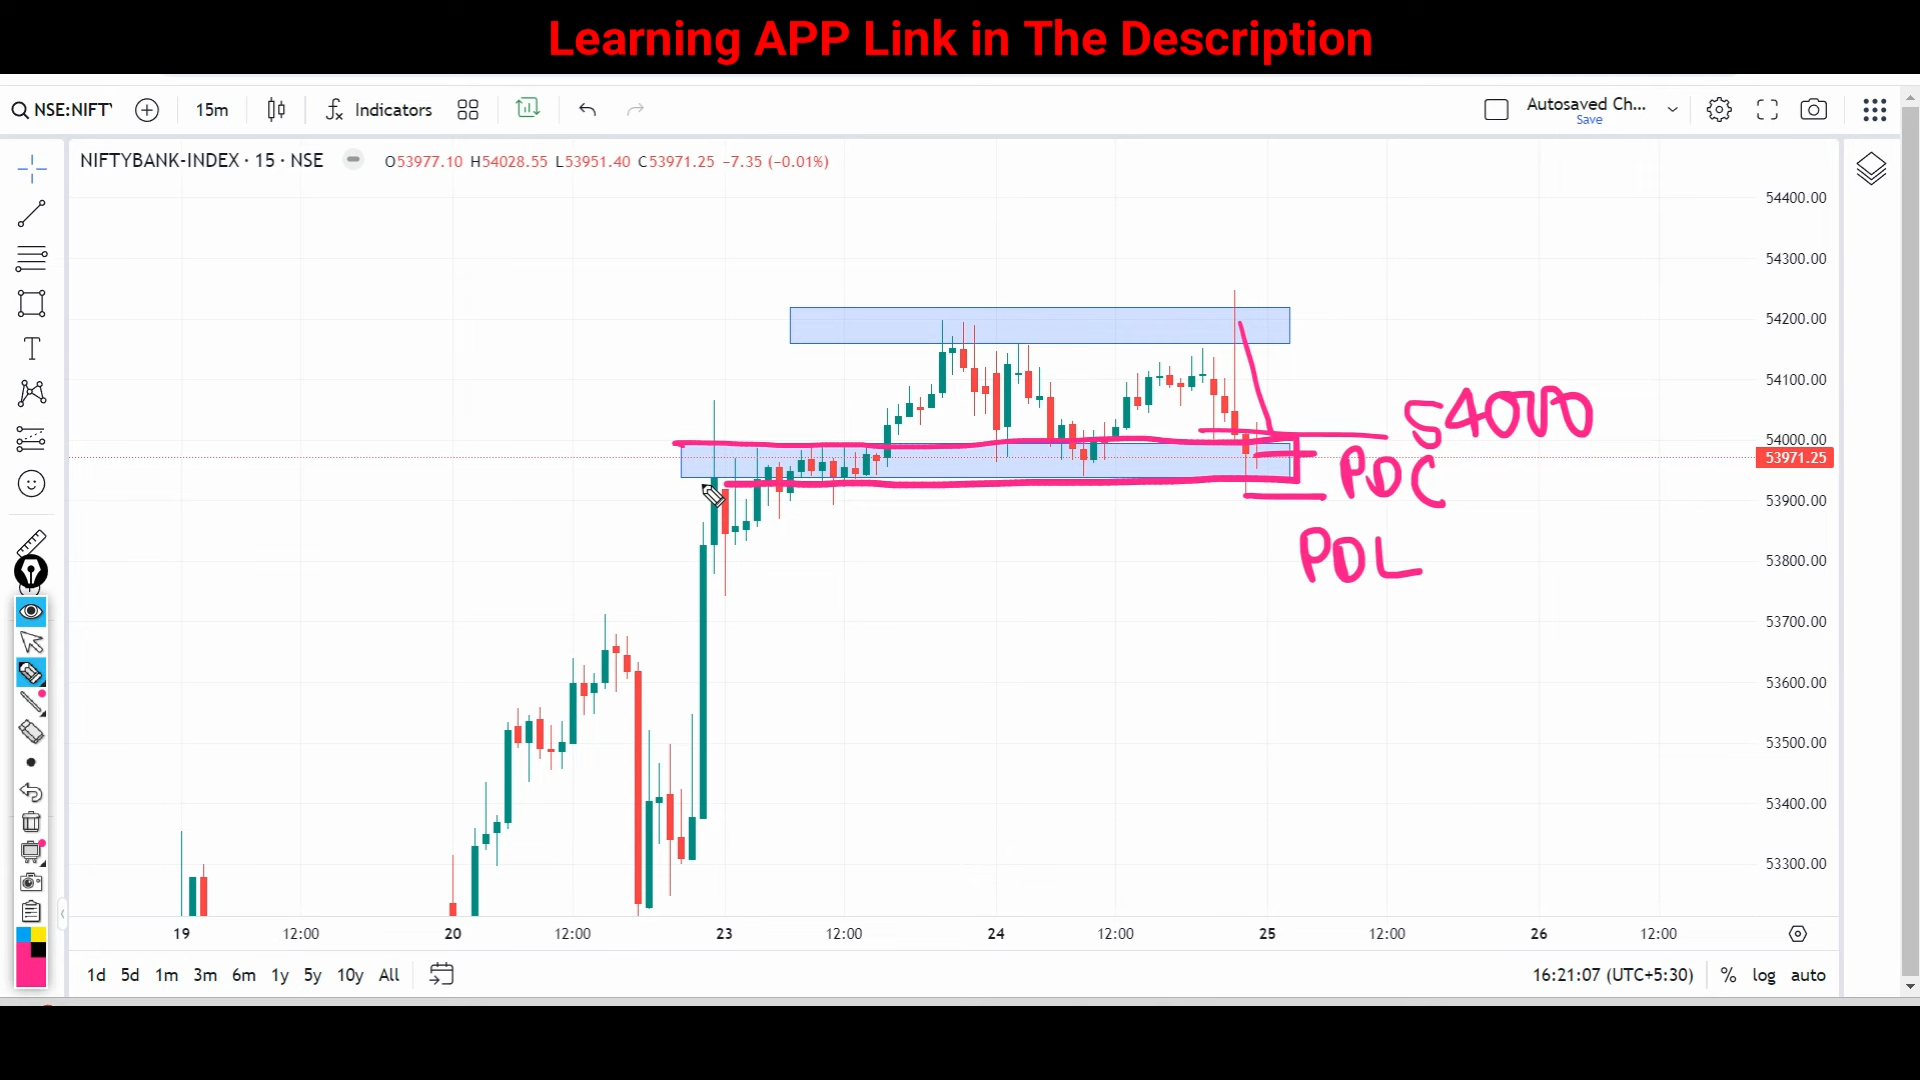 Learning APP Link in The Description
NSE:NIFTY 15m Indicators Autosaved Ch...
Save
NIFTYBANK-INDEX · 15 · NSE O53977.10 H54028.55 L53951.40 C53971.25 −7.35 (−0.01%)
54400.00
54300.00
54200.00
54100.00
54000
54000.00
53971.25
PDC
53900.00
PDL
53800.00
53700.00
53600.00
53500.00
53400.00
53300.00
19 12:00 20 12:00 23 12:00 24 12:00 25 12:00 26 12:00
1d 5d 1m 3m 6m 1y 5y 10y All 16:21:07 (UTC+5:30) % log auto